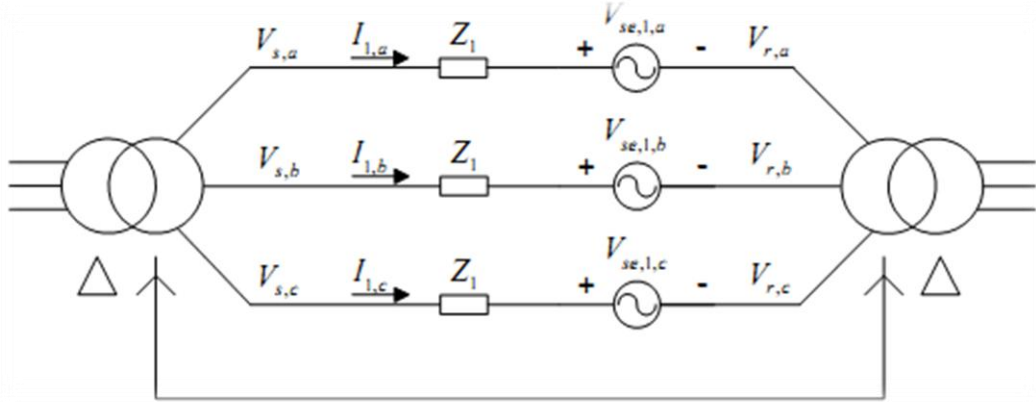 V_{s,a} I_{1,a} Z_1 + V_{se,1,a} - V_{r,a}
V_{s,b} I_{1,b} Z_1 + V_{se,1,b} - V_{r,b}
V_{s,c} I_{1,c} Z_1 + V_{se,1,c} - V_{r,c}